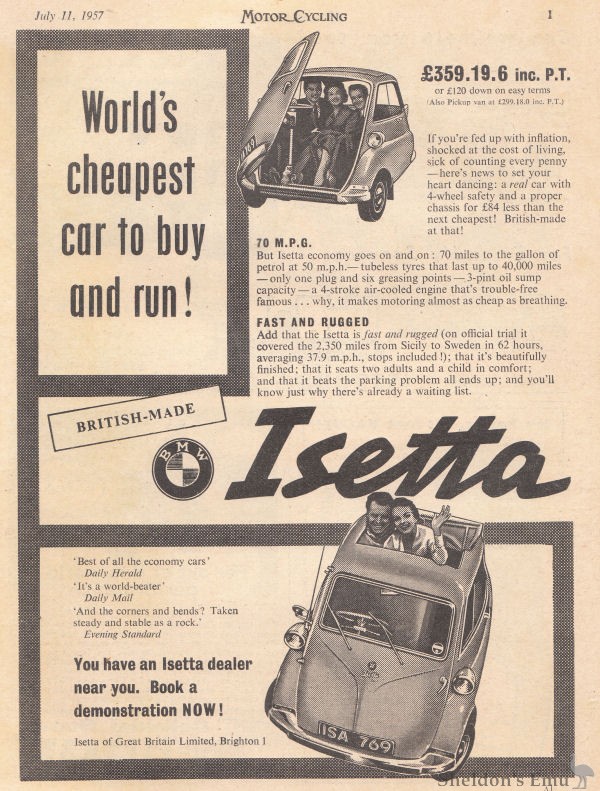 July 11, 1957
MOTOR CYCLING
1
World's
cheapest
car to buy
and run!
£359.19.6 inc. P.T.
or £120 down on easy terms
(Also Pickup van at £299.18.0 inc. P.T.)
If you're fed up with inflation,
shocked at the cost of living,
sick of counting every penny
—here's news to set your
heart dancing: a real car with
4-wheel safety and a proper
chassis for £84 less than the
next cheapest! British-made
at that!
70 M.P.G.
But Isetta economy goes on and on: 70 miles to the gallon of
petrol at 50 m.p.h.— tubeless tyres that last up to 40,000 miles
—only one plug and six greasing points—3-pint oil sump
capacity—a 4-stroke air-cooled engine that's trouble-free
famous . . . why, it makes motoring almost as cheap as breathing.
FAST AND RUGGED
Add that the Isetta is fast and rugged (on official trial it
covered the 2,350 miles from Sicily to Sweden in 62 hours,
averaging 37.9 m.p.h., stops included!); that it's beautifully
finished; that it seats two adults and a child in comfort;
and that it beats the parking problem all ends up; and you'll
know just why there's already a waiting list.
BRITISH-MADE
BMW
Isetta
'Best of all the economy cars'
Daily Herald
'It's a world-beater'
Daily Mail
'And the corners and bends? Taken
steady and stable as a rock.'
Evening Standard
You have an Isetta dealer
near you. Book a
demonstration NOW!
Isetta of Great Britain Limited, Brighton 1
ISA 769
Sheldon's Emu
A1